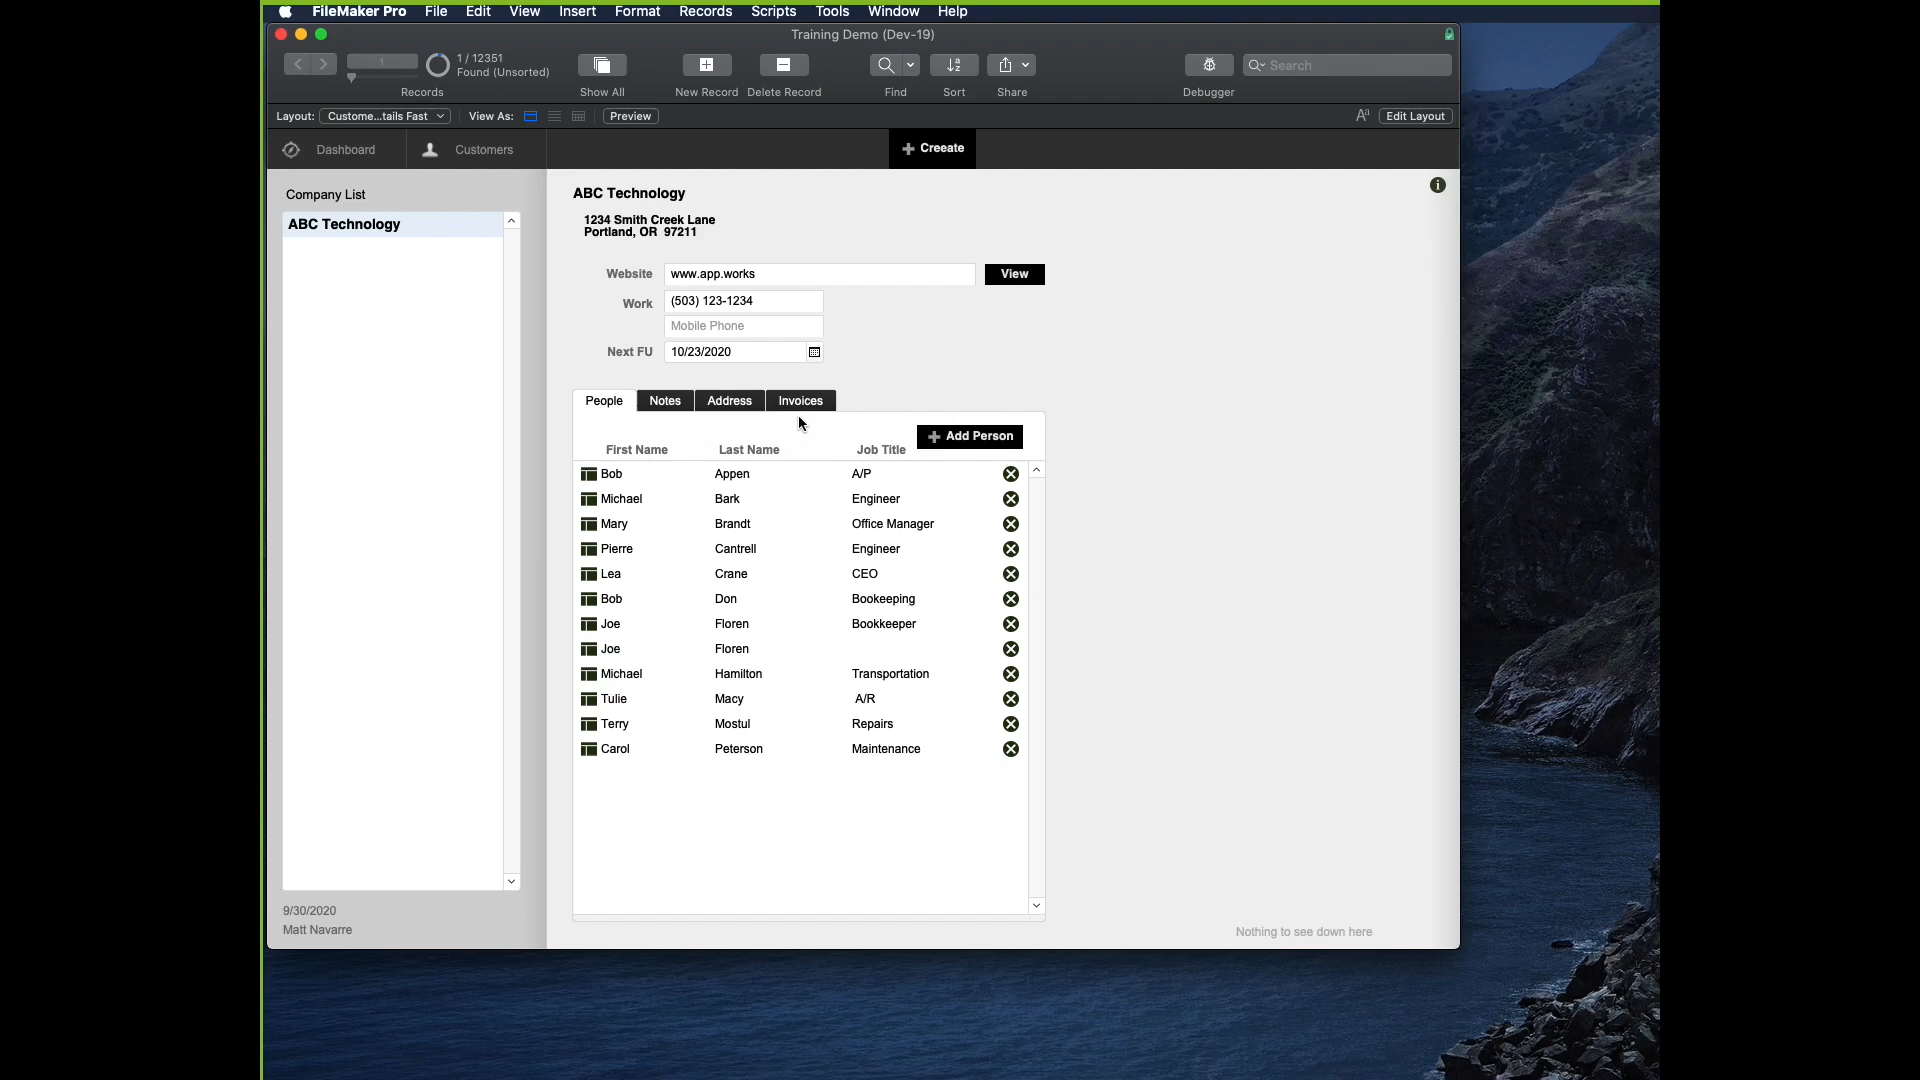 FileMaker Pro File Edit View Insert Format Records Scripts Tools Window Help
Training Demo (Dev-19)
1
1 / 12351
Found (Unsorted)
Records
Show All
New Record
Delete Record
Find
Sort
Share
Debugger
Search
Layout: Custome...tails Fast View As: Preview Aa Edit Layout
Dashboard Customers Creeate
Company List
ABC Technology
9/30/2020
Matt Navarre
ABC Technology
1234 Smith Creek Lane
Portland, OR 97211
Website www.app.works View
Work (503) 123-1234
Mobile Phone
Next FU 10/23/2020
People Notes Address Invoices
Add Person
First Name Last Name Job Title
Bob Appen A/P
Michael Bark Engineer
Mary Brandt Office Manager
Pierre Cantrell Engineer
Lea Crane CEO
Bob Don Bookeeping
Joe Floren Bookkeeper
Joe Floren
Michael Hamilton Transportation
Tulie Macy A/R
Terry Mostul Repairs
Carol Peterson Maintenance
Nothing to see down here